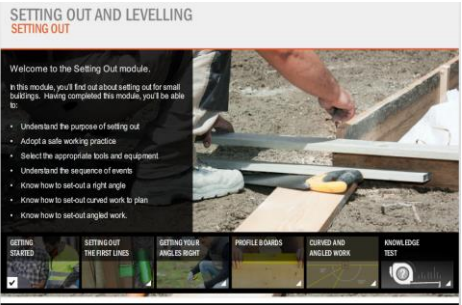 SETTING OUT AND LEVELLING
SETTING OUT
Welcome to the Setting Out module.
In this module, you'll find out about setting out for small
buildings. Having completed this module, you'll be able
to:
• Understand the purpose of setting out
• Adopt a safe working practice
• Select the appropriate tools and equipment
• Understand the sequence of events
• Know how to set-out a right angle
• Know how to set-out curved work to plan
• Know how to set-out angled work.
GETTING
STARTED
SETTING OUT
THE FIRST LINES
GETTING YOUR
ANGLES RIGHT
PROFILE BOARDS
CURVED AND
ANGLED WORK
KNOWLEDGE
TEST